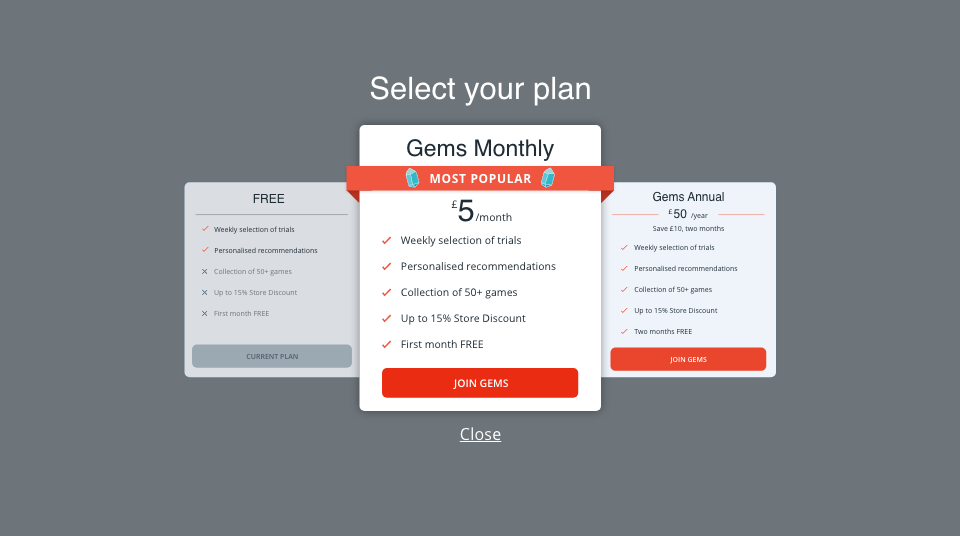 Select your plan
FREE
Weekly selection of trials
Personalised recommendations
Collection of 50+ games
Up to 15% Store Discount
First month FREE
CURRENT PLAN
Gems Monthly
MOST POPULAR
£5/month
Weekly selection of trials
Personalised recommendations
Collection of 50+ games
Up to 15% Store Discount
First month FREE
JOIN GEMS
Gems Annual
£50 /year
Save £10, two months
Weekly selection of trials
Personalised recommendations
Collection of 50+ games
Up to 15% Store Discount
Two months FREE
JOIN GEMS
Close